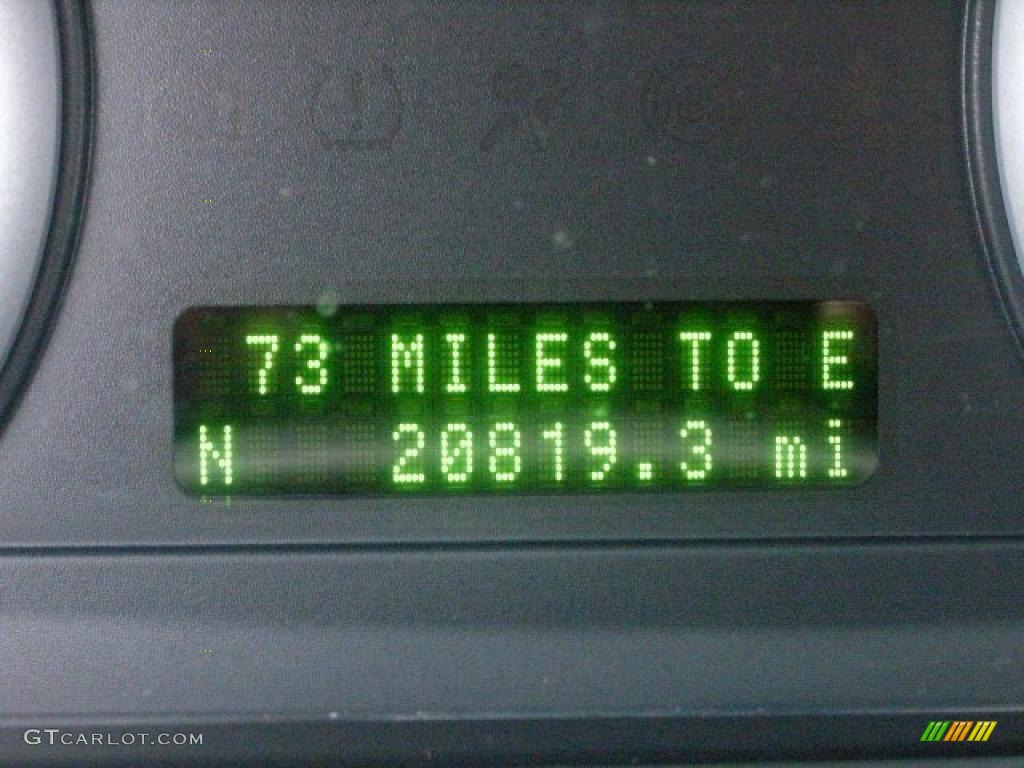 73 MILES TO E
N 20819.3 mi
GTCARLOT.COM